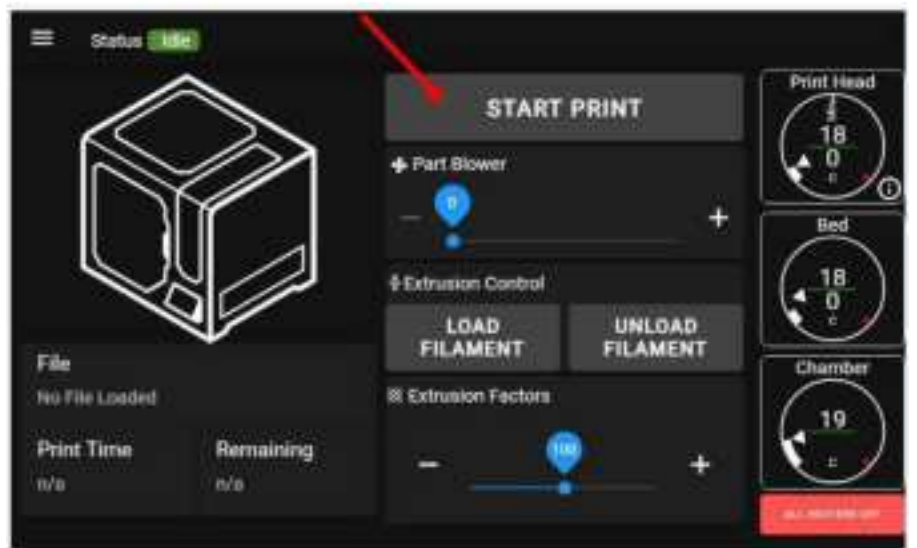 Status Idle
START PRINT
Part Blower
0
Extrusion Control
LOAD
FILAMENT
UNLOAD
FILAMENT
Extrusion Factors
100
File
No File Loaded
Print Time
n/a
Remaining
n/a
Print Head
18
0
c
Bed
18
0
c
Chamber
19